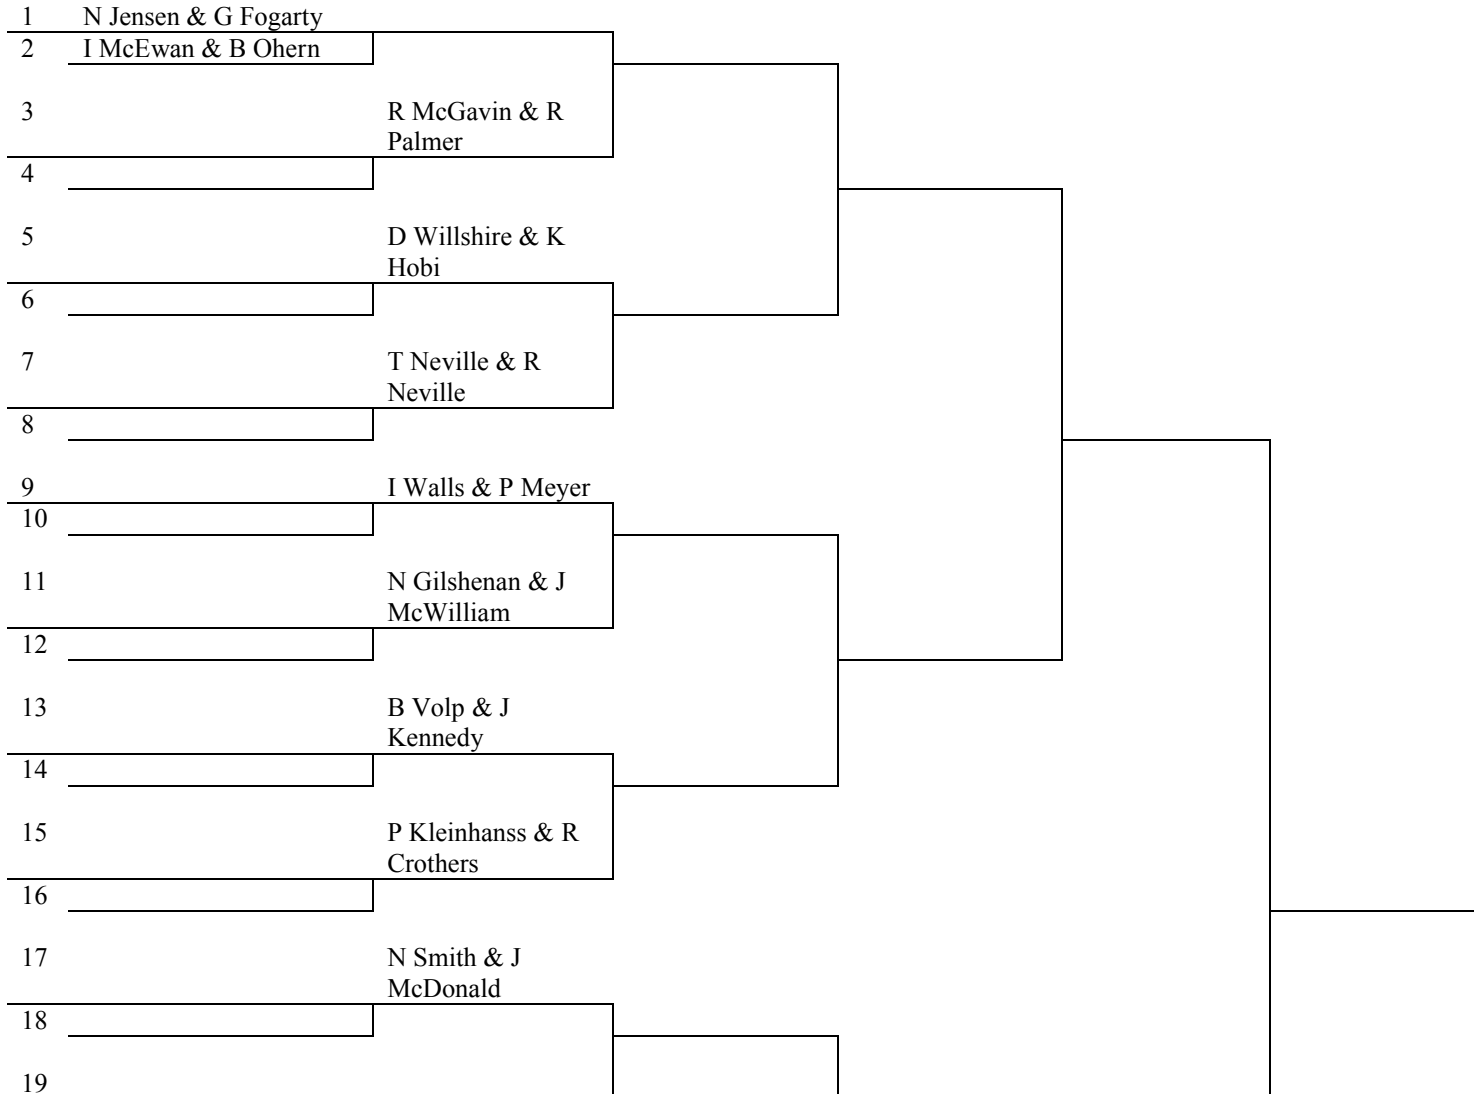 1 N Jensen & G Fogarty
2 I McEwan & B Ohern
3 R McGavin & R
Palmer
4
5 D Willshire & K
Hobi
6
7 T Neville & R
Neville
8
9 I Walls & P Meyer
10
11 N Gilshenan & J
McWilliam
12
13 B Volp & J
Kennedy
14
15 P Kleinhanss & R
Crothers
16
17 N Smith & J
McDonald
18
19